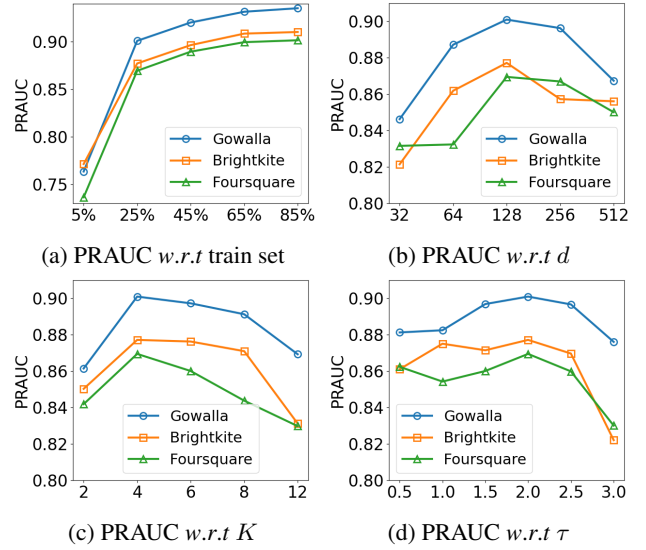 PRAUC
0.90
0.85
0.80
0.75
5% 25% 45% 65% 85%
Gowalla
Brightkite
Foursquare
(a) PRAUC w.r.t train set
PRAUC
0.90
0.88
0.86
0.84
0.82
0.80
32 64 128 256 512
Gowalla
Brightkite
Foursquare
(b) PRAUC w.r.t d
PRAUC
0.90
0.88
0.86
0.84
0.82
0.80
2 4 6 8 12
Gowalla
Brightkite
Foursquare
(c) PRAUC w.r.t K
PRAUC
0.90
0.88
0.86
0.84
0.82
0.80
0.5 1.0 1.5 2.0 2.5 3.0
Gowalla
Brightkite
Foursquare
(d) PRAUC w.r.t τ